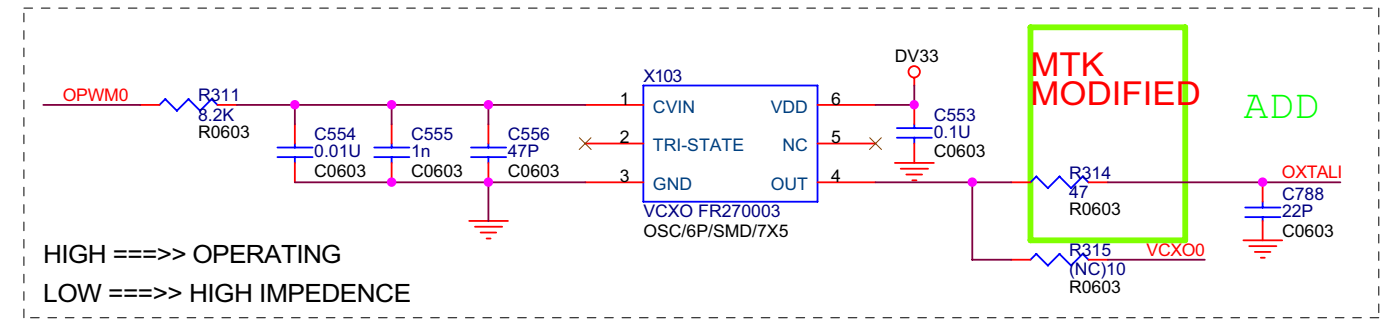 OPWM0
R311
8.2K
R0603
C554
0.01U
C0603
C555
1n
C0603
C556
47P
C0603
X103
1
CVIN
VDD
6
2
TRI-STATE
NC
5
3
GND
OUT
4
VCXO FR270003
OSC/6P/SMD/7X5
DV33
C553
0.1U
C0603
MTK
MODIFIED
ADD
R314
47
R0603
OXTALI
C788
22P
C0603
R315
(NC)10
R0603
VCXO0
HIGH ===>> OPERATING
LOW ===>> HIGH IMPEDENCE